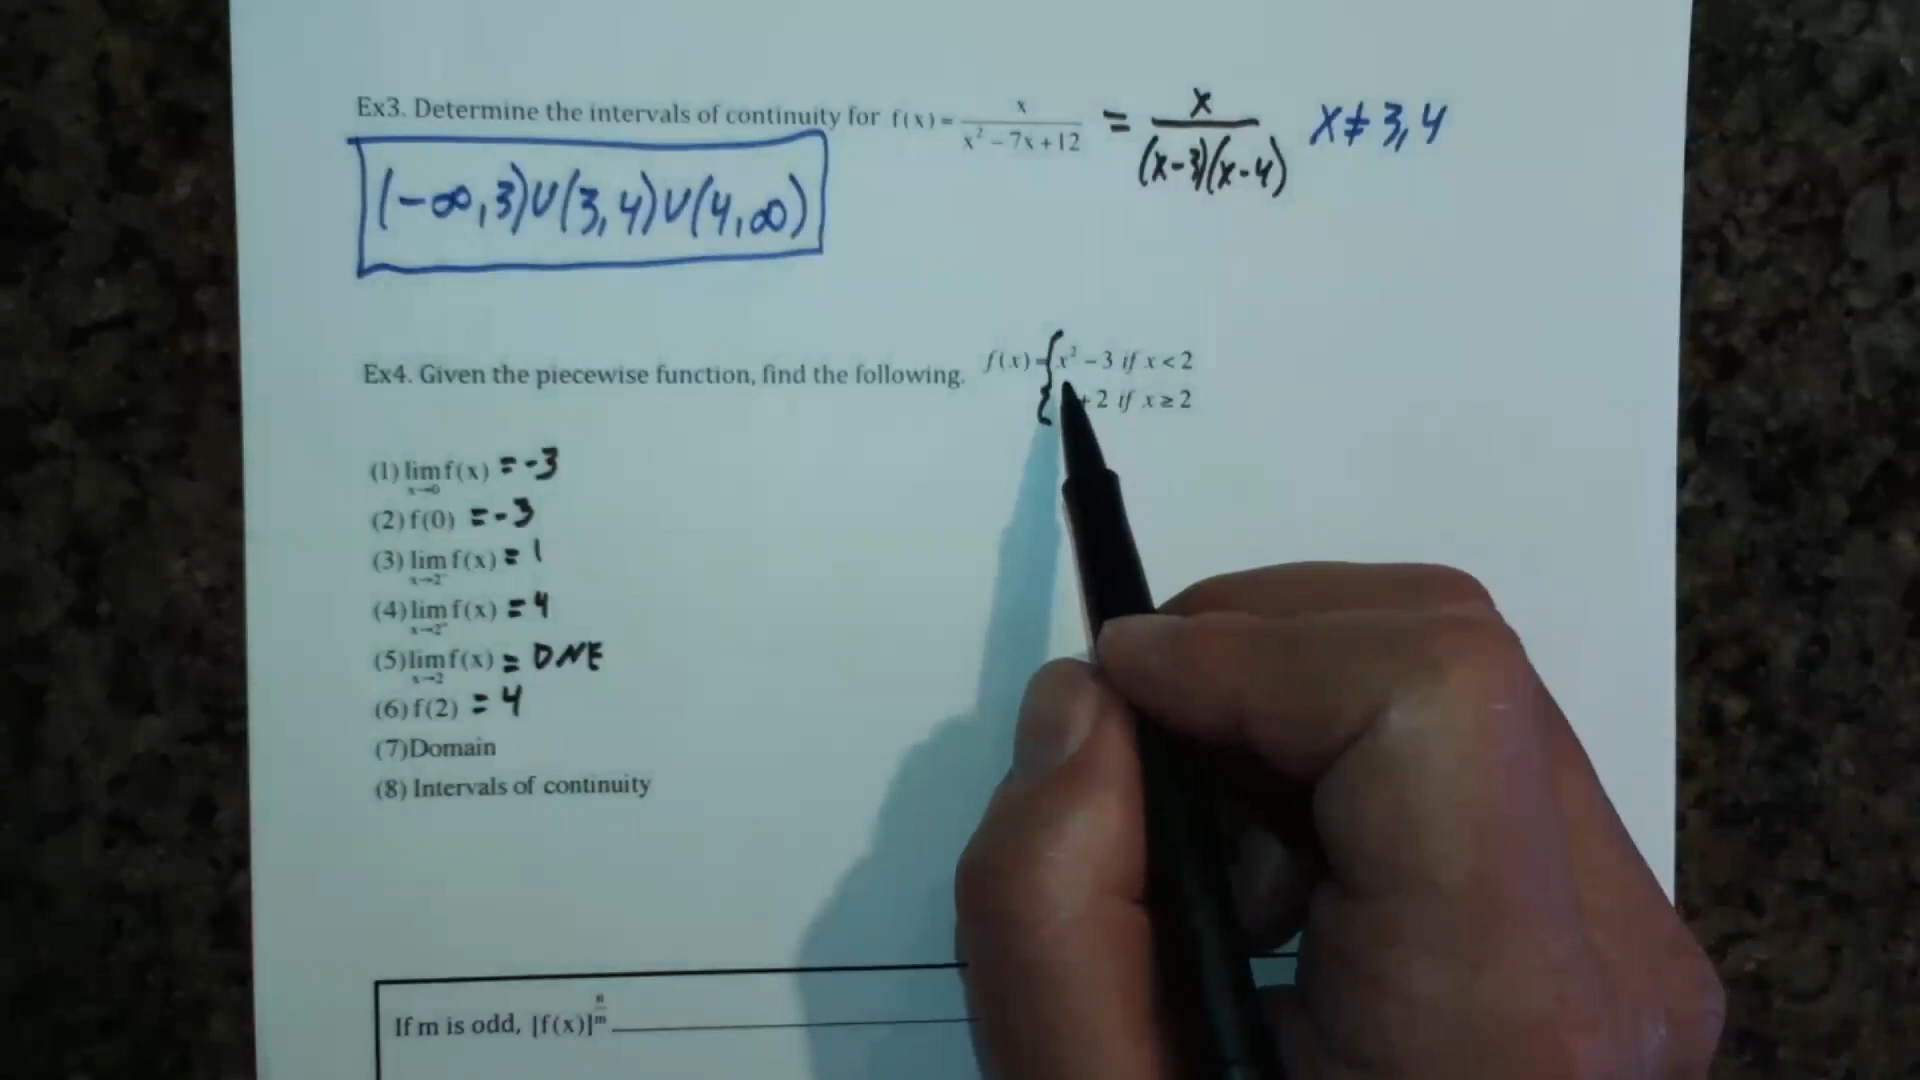 Ex3. Determine the intervals of continuity for f(x) = x / (x² − 7x + 12) = x / ((x-3)(x-4)) x ≠ 3, 4
(-∞, 3) ∪ (3, 4) ∪ (4, ∞)
Ex4. Given the piecewise function, find the following. f(x) = { x² − 3 if x < 2
+ 2 if x ≥ 2
(1) lim x→0 f(x) = -3
(2) f(0) = -3
(3) lim x→2⁻ f(x) = 1
(4) lim x→2⁺ f(x) = 4
(5) lim x→2 f(x) = DNE
(6) f(2) = 4
(7) Domain
(8) Intervals of continuity
If m is odd, [f(x)]^(n/m)